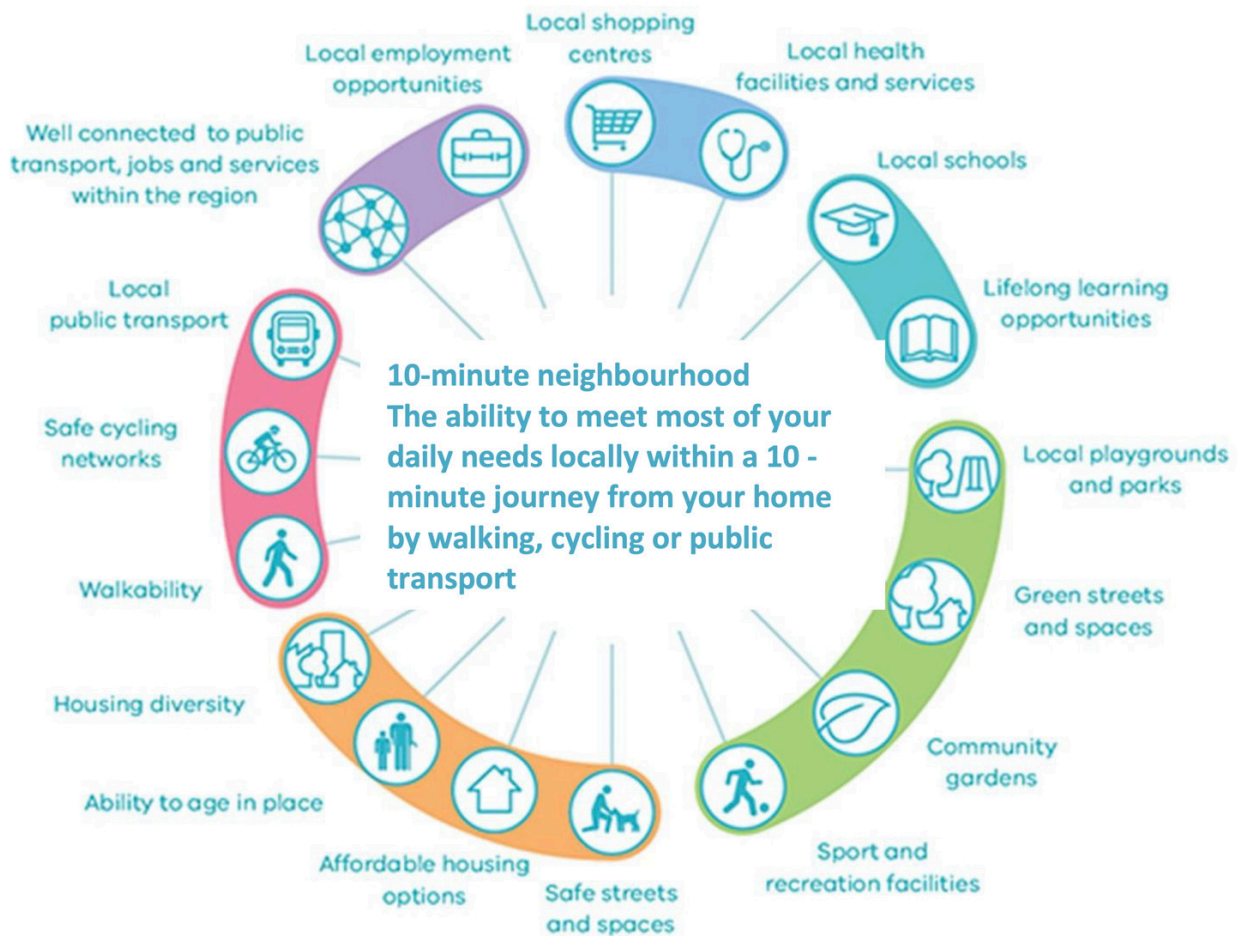 Local shopping
centres
Local health
facilities and services
Local schools
Lifelong learning
opportunities
Local playgrounds
and parks
Green streets
and spaces
Community
gardens
Sport and
recreation facilities
Safe streets
and spaces
Affordable housing
options
Ability to age in place
Housing diversity
Walkability
Safe cycling
networks
Local
public transport
Well connected to public
transport, jobs and services
within the region
Local employment
opportunities
10-minute neighbourhood
The ability to meet most of your
daily needs locally within a 10 -
minute journey from your home
by walking, cycling or public
transport